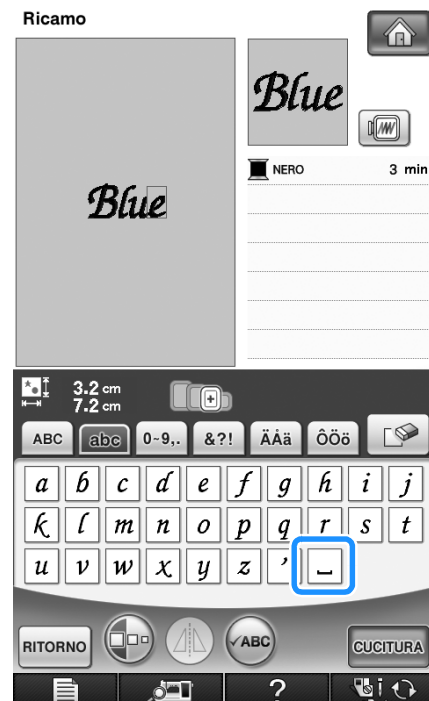 Ricamo
Blue
Blue
NERO 3 min
3.2 cm
7.2 cm
ABC abc 0~9,. &?! ÄÅä ÔÖö
a b c d e f g h i j
k l m n o p q r s t
u v w x y z ’ ⎵
RITORNO ✓ABC CUCITURA
? i